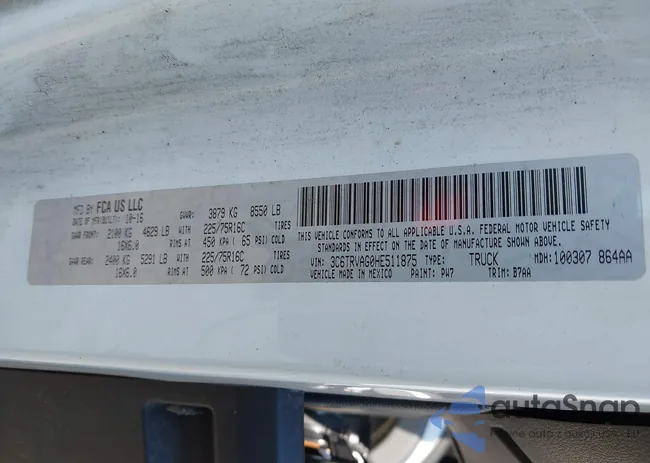 MFD BY FCA US LLC
DATE OF MFR(BUILT): 10-16 GVWR: 3879 KG 8550 LB
GAWR FRONT: 2100 KG 4629 LB 225/75R16C TIRES
16X6.0 RIMS AT 450 KPA ( 65 PSI) COLD
GAWR REAR: 2400 KG 5291 LB 225/75R16C TIRES
16X6.0 RIMS AT 500 KPA ( 72 PSI) COLD
THIS VEHICLE CONFORMS TO ALL APPLICABLE U.S.A. FEDERAL MOTOR VEHICLE SAFETY
STANDARDS IN EFFECT ON THE DATE OF MANUFACTURE SHOWN ABOVE.
VIN: 3C6TRVAG0HE511875 TYPE: TRUCK MDH: 100307 864AA
MADE IN MEXICO PAINT: PW7 TRIM: B7AA
autoSnap